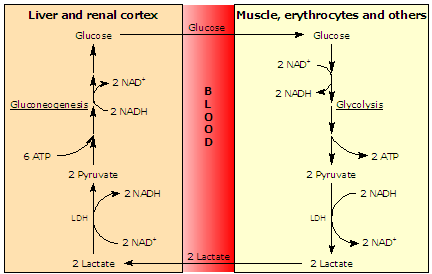 Liver and renal cortex
Glucose
2 NAD⁺
Gluconeogenesis
2 NADH
6 ATP
2 Pyruvate
2 NADH
LDH
2 NAD⁺
2 Lactate
Glucose
B
L
O
O
D
2 Lactate
Muscle, erythrocytes and others
Glucose
2 NAD⁺
2 NADH
Glycolysis
2 ATP
2 Pyruvate
2 NADH
LDH
2 NAD⁺
2 Lactate